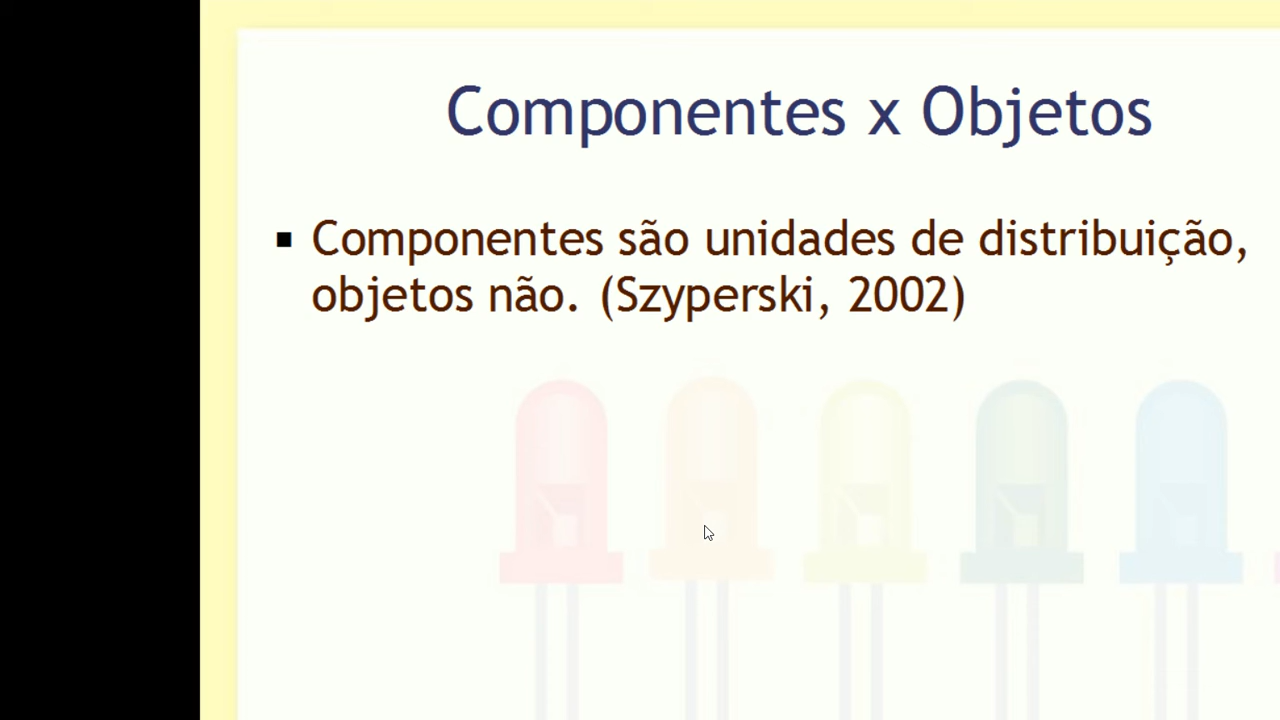 Componentes x Objetos
▪ Componentes são unidades de distribuição,
objetos não. (Szyperski, 2002)